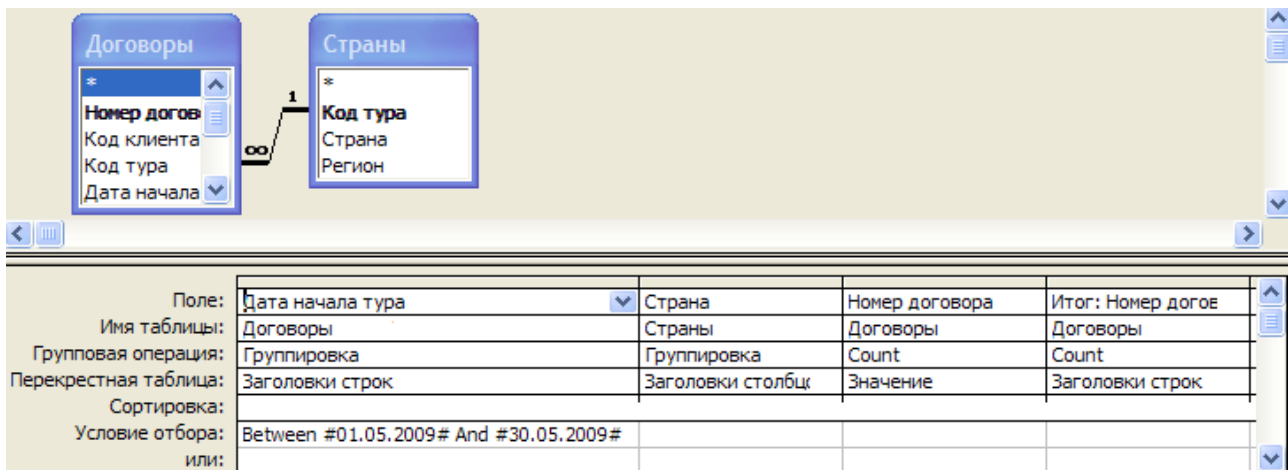 Договоры
*
Номер догов
Код клиента
Код тура
Дата начала
∞
1
Страны
*
Код тура
Страна
Регион
Поле: Дата начала тура Страна Номер договора Итог: Номер догов
Имя таблицы: Договоры Страны Договоры Договоры
Групповая операция: Группировка Группировка Count Count
Перекрестная таблица: Заголовки строк Заголовки столбц Значение Заголовки строк
Сортировка:
Условие отбора: Between #01.05.2009# And #30.05.2009#
или: